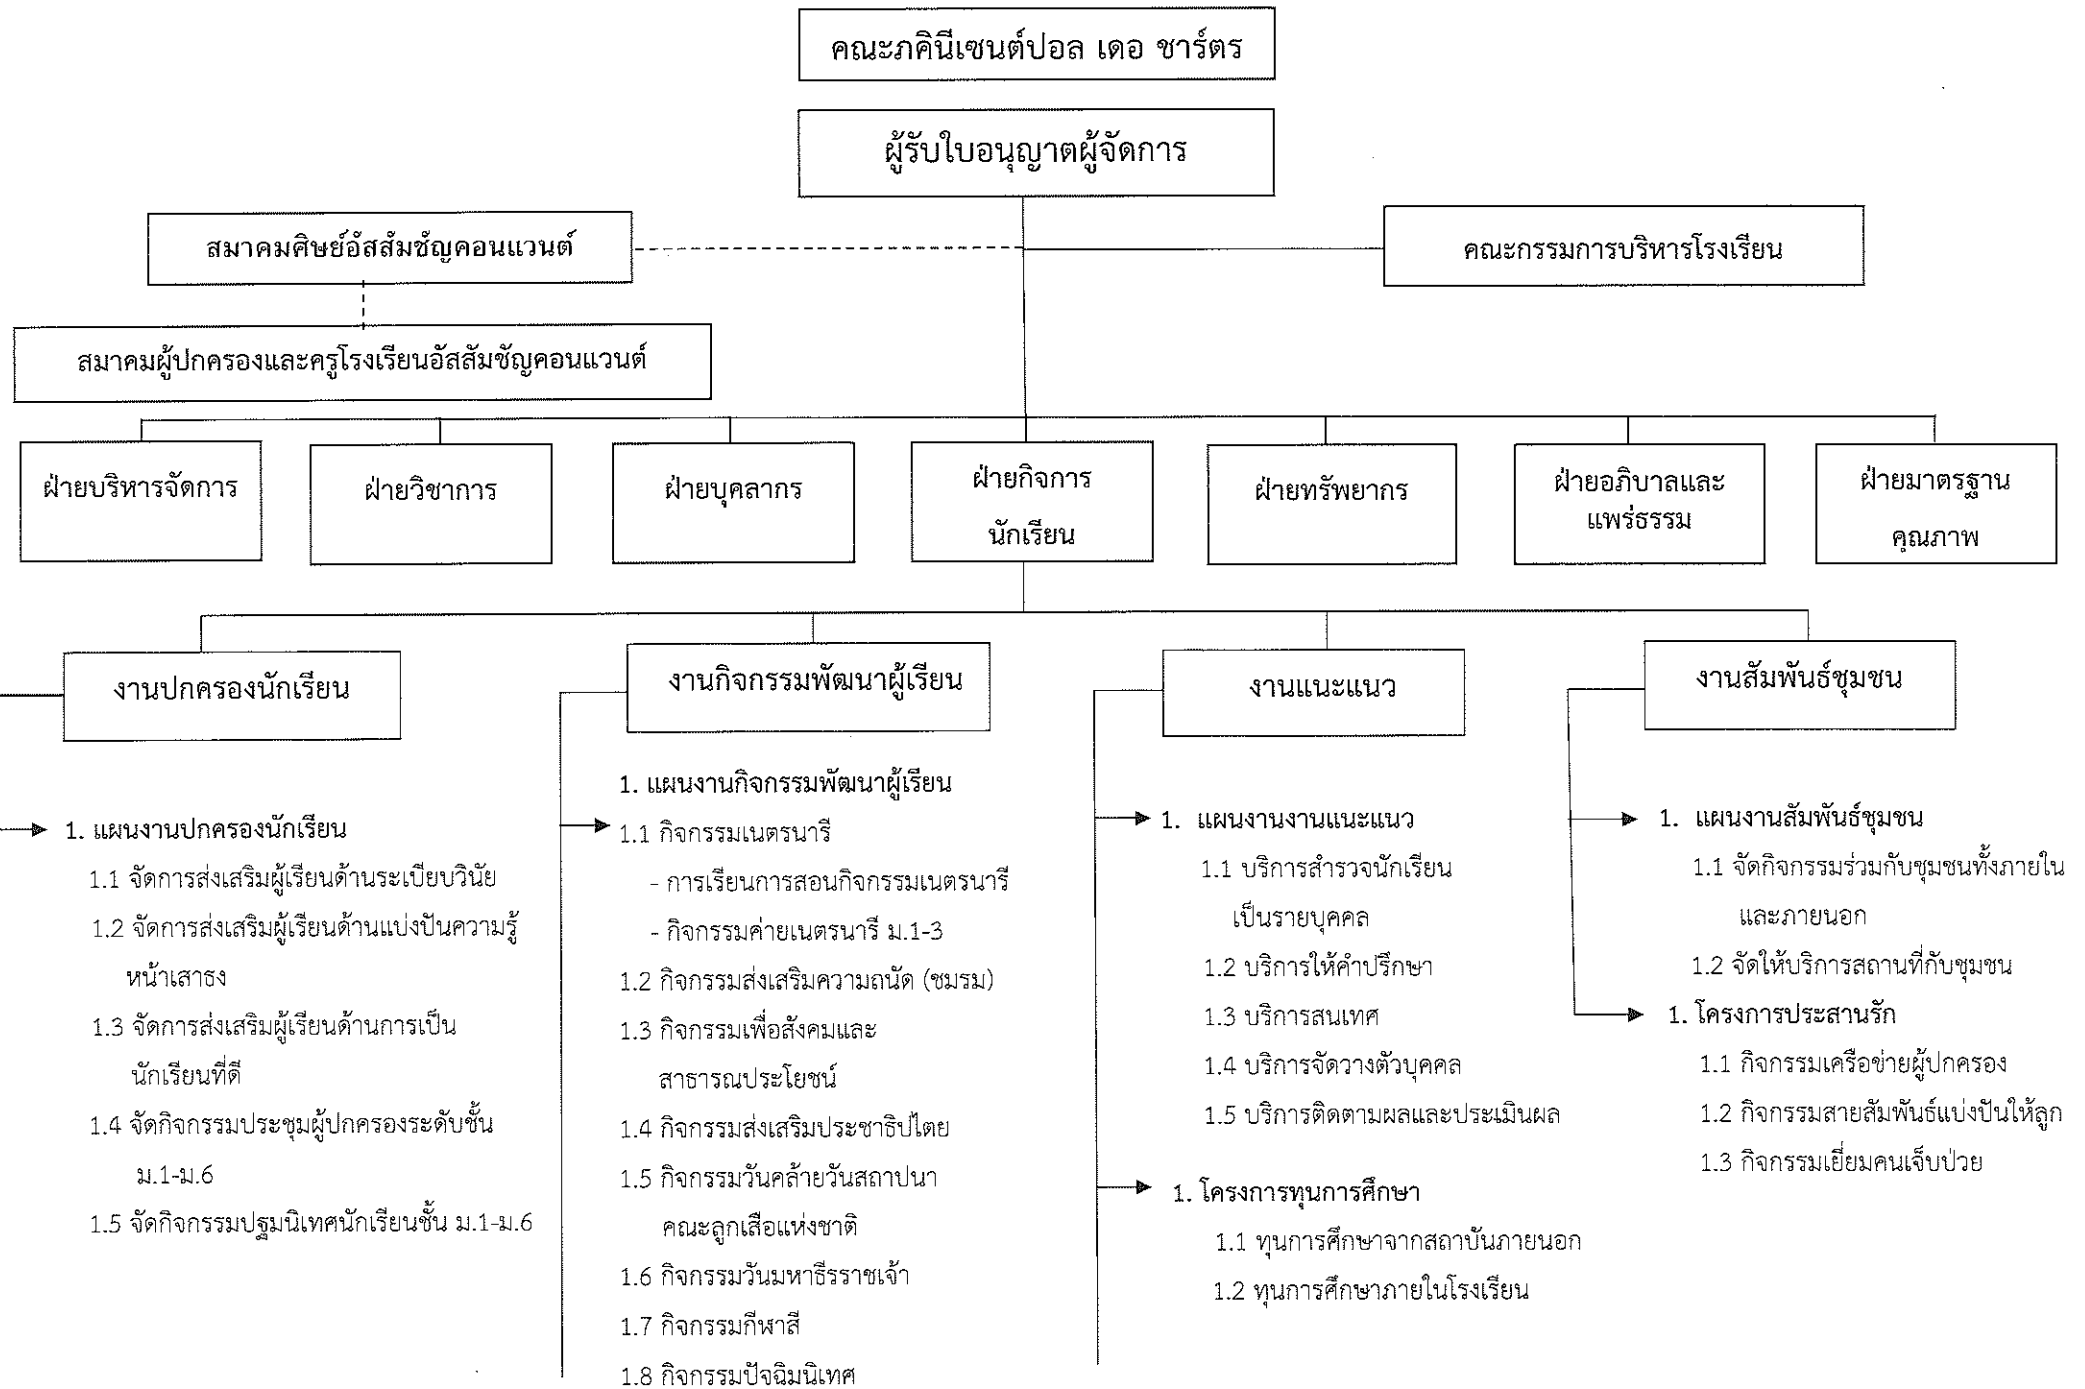 คณะภคินีเซนต์ปอล เดอ ชาร์ตร
ผู้รับใบอนุญาตผู้จัดการ
สมาคมศิษย์อัสสัมชัญคอนแวนต์
คณะกรรมการบริหารโรงเรียน
สมาคมผู้ปกครองและครูโรงเรียนอัสสัมชัญคอนแวนต์
ฝ่ายบริหารจัดการ
ฝ่ายวิชาการ
ฝ่ายบุคลากร
ฝ่ายกิจการ
นักเรียน
ฝ่ายทรัพยากร
ฝ่ายอภิบาลและ
แพร่ธรรม
ฝ่ายมาตรฐาน
คุณภาพ
งานปกครองนักเรียน
1. แผนงานปกครองนักเรียน
1.1 จัดการส่งเสริมผู้เรียนด้านระเบียบวินัย
1.2 จัดการส่งเสริมผู้เรียนด้านแบ่งปันความรู้
หน้าเสาธง
1.3 จัดการส่งเสริมผู้เรียนด้านการเป็น
นักเรียนที่ดี
1.4 จัดกิจกรรมประชุมผู้ปกครองระดับชั้น
ม.1-ม.6
1.5 จัดกิจกรรมปฐมนิเทศนักเรียนชั้น ม.1-ม.6
งานกิจกรรมพัฒนาผู้เรียน
1. แผนงานกิจกรรมพัฒนาผู้เรียน
1.1 กิจกรรมเนตรนารี
- การเรียนการสอนกิจกรรมเนตรนารี
- กิจกรรมค่ายเนตรนารี ม.1-3
1.2 กิจกรรมส่งเสริมความถนัด (ชมรม)
1.3 กิจกรรมเพื่อสังคมและ
สาธารณประโยชน์
1.4 กิจกรรมส่งเสริมประชาธิปไตย
1.5 กิจกรรมวันคล้ายวันสถาปนา
คณะลูกเสือแห่งชาติ
1.6 กิจกรรมวันมหาธีรราชเจ้า
1.7 กิจกรรมกีฬาสี
1.8 กิจกรรมปัจฉิมนิเทศ
งานแนะแนว
1. แผนงานงานแนะแนว
1.1 บริการสำรวจนักเรียน
เป็นรายบุคคล
1.2 บริการให้คำปรึกษา
1.3 บริการสนเทศ
1.4 บริการจัดวางตัวบุคคล
1.5 บริการติดตามผลและประเมินผล
1. โครงการทุนการศึกษา
1.1 ทุนการศึกษาจากสถาบันภายนอก
1.2 ทุนการศึกษาภายในโรงเรียน
งานสัมพันธ์ชุมชน
1. แผนงานสัมพันธ์ชุมชน
1.1 จัดกิจกรรมร่วมกับชุมชนทั้งภายใน
และภายนอก
1.2 จัดให้บริการสถานที่กับชุมชน
1. โครงการประสานรัก
1.1 กิจกรรมเครือข่ายผู้ปกครอง
1.2 กิจกรรมสายสัมพันธ์แบ่งปันให้ลูก
1.3 กิจกรรมเยี่ยมคนเจ็บป่วย